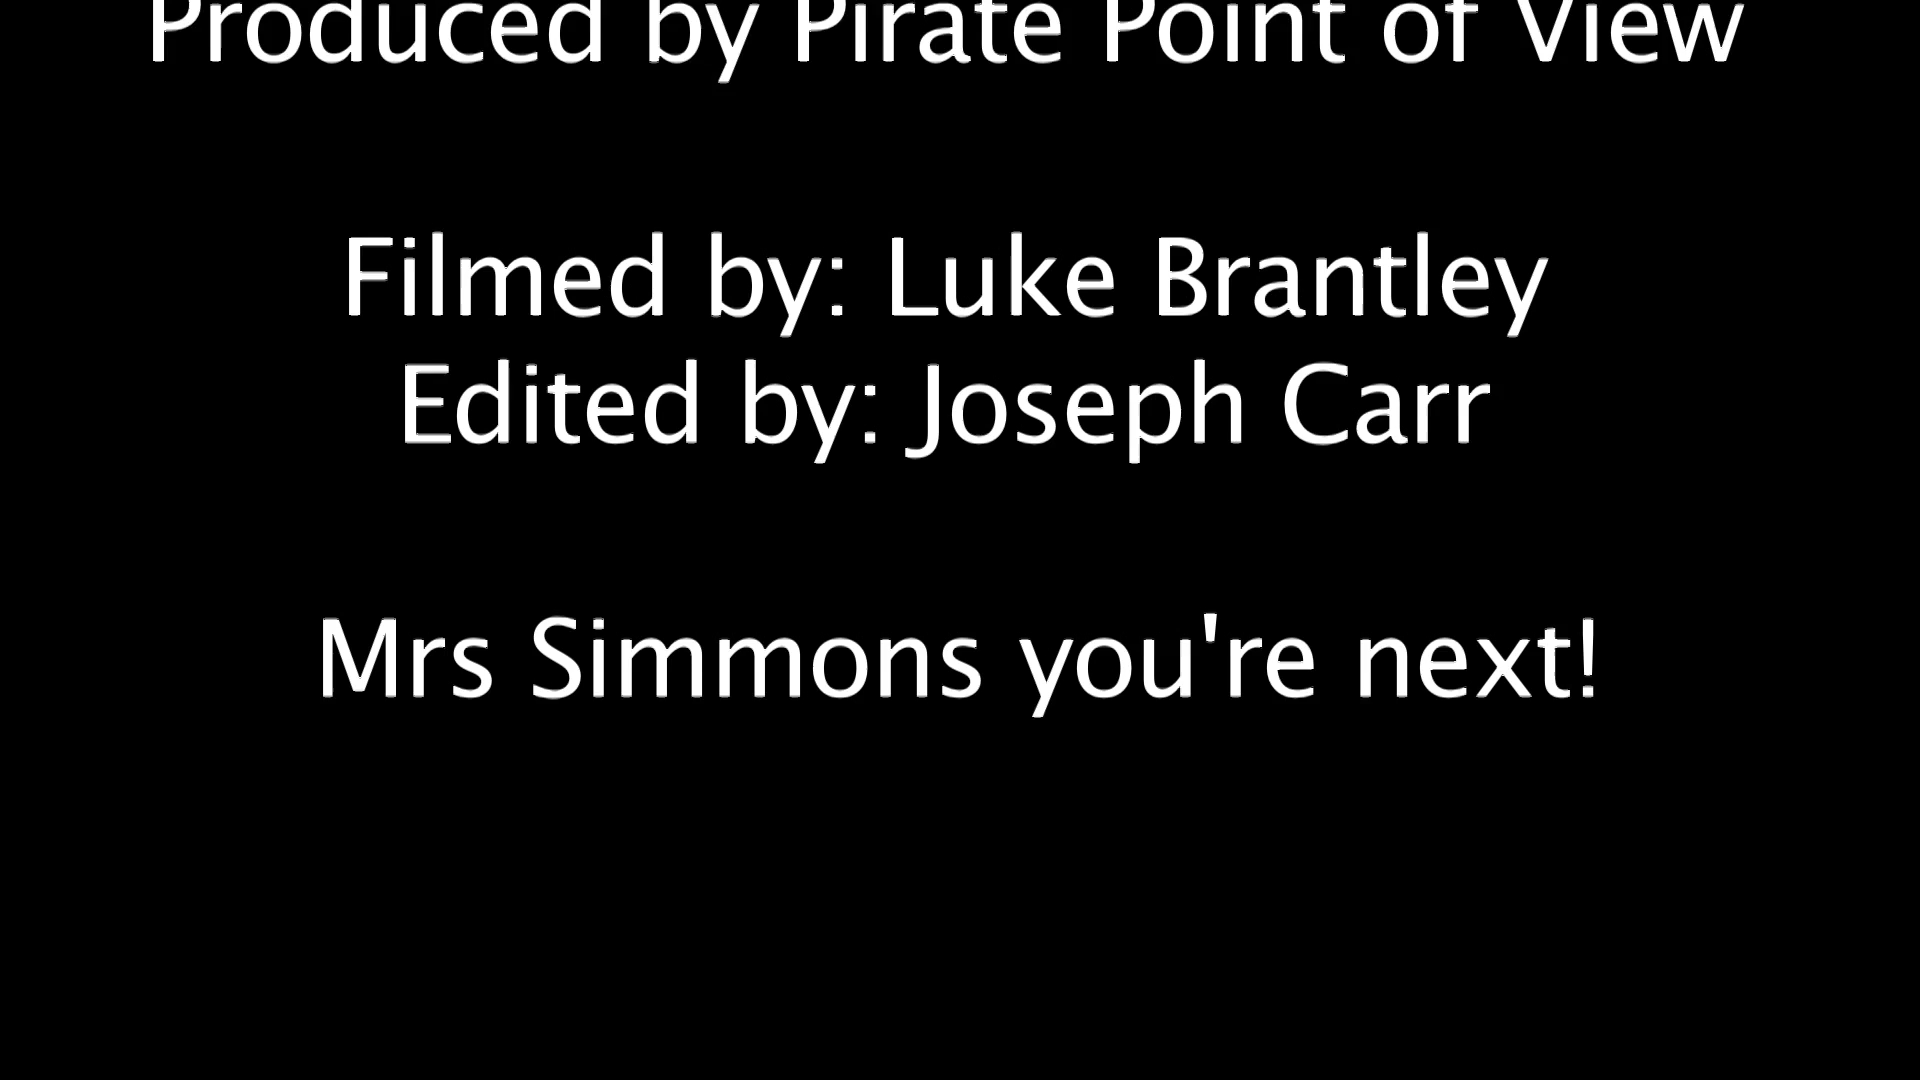 Produced by Pirate Point of View
Filmed by: Luke Brantley
Edited by: Joseph Carr
Mrs Simmons you're next!